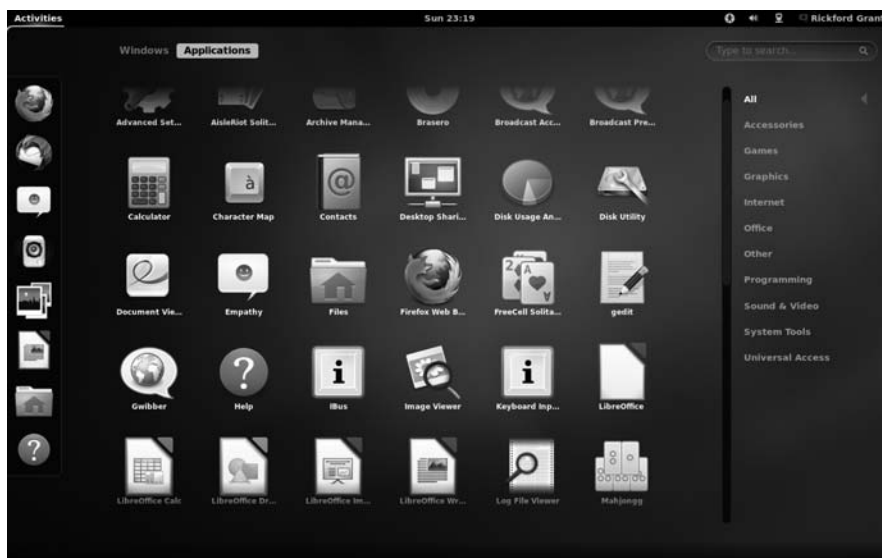 Activities Sun 23:19 Rickford Grant
Windows Applications Type to search...
All
Accessories
Games
Graphics
Internet
Office
Other
Programming
Sound & Video
System Tools
Universal Access
Advanced Set... AisleRiot Solit... Archive Mana... Brasero Broadcast Acc... Broadcast Pre...
Calculator Character Map Contacts Desktop Shari... Disk Usage An... Disk Utility
Document Vie... Empathy Files Firefox Web B... FreeCell Solita... gedit
Gwibber Help IBus Image Viewer Keyboard Inp... LibreOffice
LibreOffice Calc LibreOffice Dr... LibreOffice Im... LibreOffice Wr... Log File Viewer Mahjongg